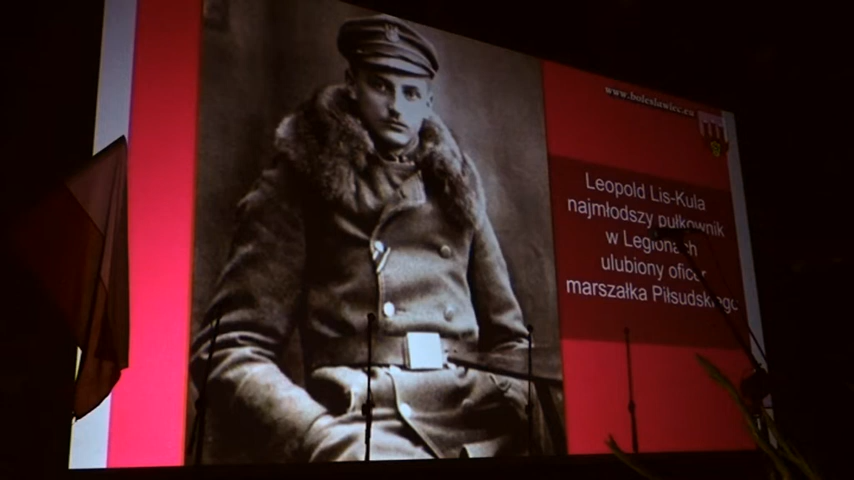 www.boleslawiec.eu
Leopold Lis-Kula
najmłodszy pułkownik
w Legionach
ulubiony oficer
marszałka Piłsudskiego